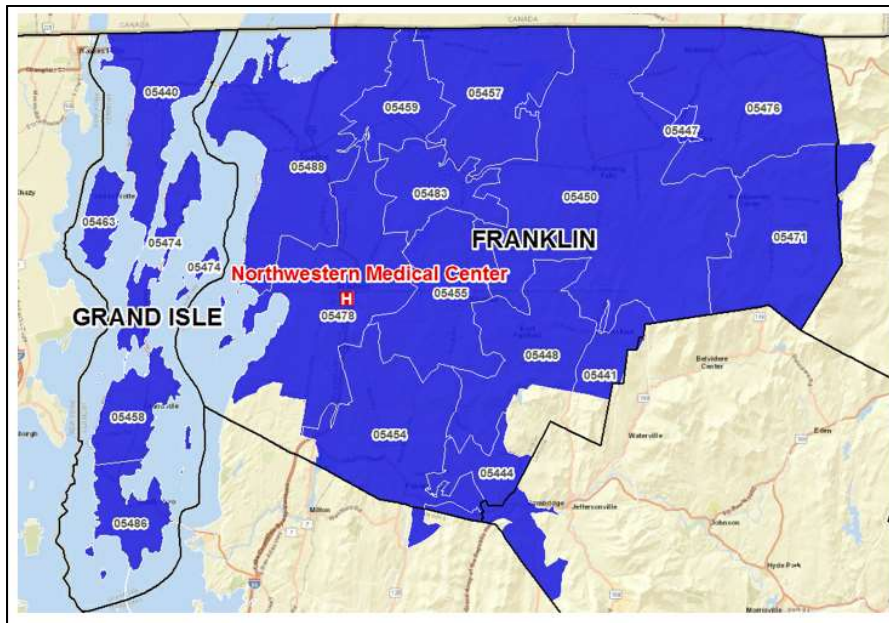 CANADA
CANADA
05440
05459
05457
05476
05447
05488
05483
05450
05463
05474
FRANKLIN
05471
05474
Northwestern Medical Center
H
05455
GRAND ISLE
05478
05448
05441
Belvidere
Center
05458
05454
Waterville
Eden
05444
Jeffersonville
Johnson
05486
Milton
Hyde Park
Morrisville